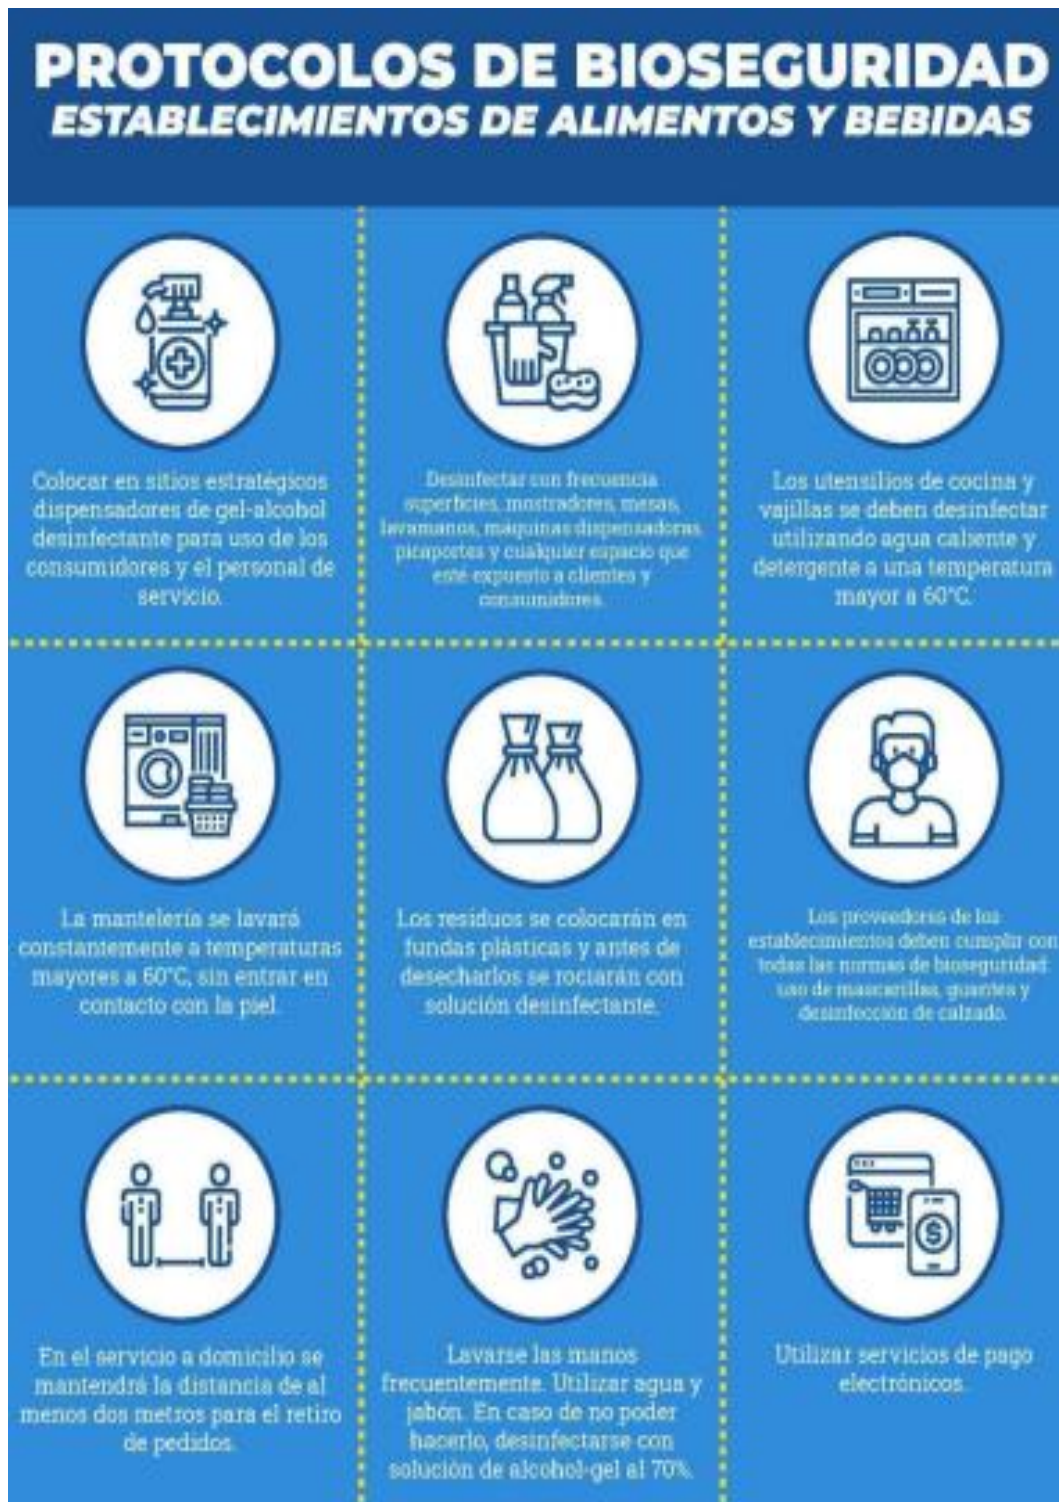 PROTOCOLOS DE BIOSEGURIDAD
ESTABLECIMIENTOS DE ALIMENTOS Y BEBIDAS
Colocar en sitios estratégicos
dispensadores de gel-alcohol
desinfectante para uso de los
consumidores y el personal de
servicio.
Desinfectar con frecuencia
superficies, mostradores, mesas,
lavamanos, maquinas dispensadoras,
picaportes y cualquier espacio que
esté expuesto a clientes y
consumidores.
Los utensilios de cocina y
vajillas se deben desinfectar
utilizando agua caliente y
detergente a una temperatura
mayor a 60°C.
La mantelería se lavará
constantemente a temperaturas
mayores a 60°C, sin entrar en
contacto con la piel.
Los residuos se colocarán en
fundas plásticas y antes de
desecharlos se rociarán con
solución desinfectante.
Los proveedores de los
establecimientos deben cumplir con
todas las normas de bioseguridad:
uso de mascarillas, guantes y
desinfección de calzado.
En el servicio a domicilio se
mantendrá la distancia de al
menos dos metros para el retiro
de pedidos.
Lavarse las manos
frecuentemente. Utilizar agua y
jabón. En caso de no poder
hacerlo, desinfectarse con
solución de alcohol-gel al 70%.
$
Utilizar servicios de pago
electrónicos.